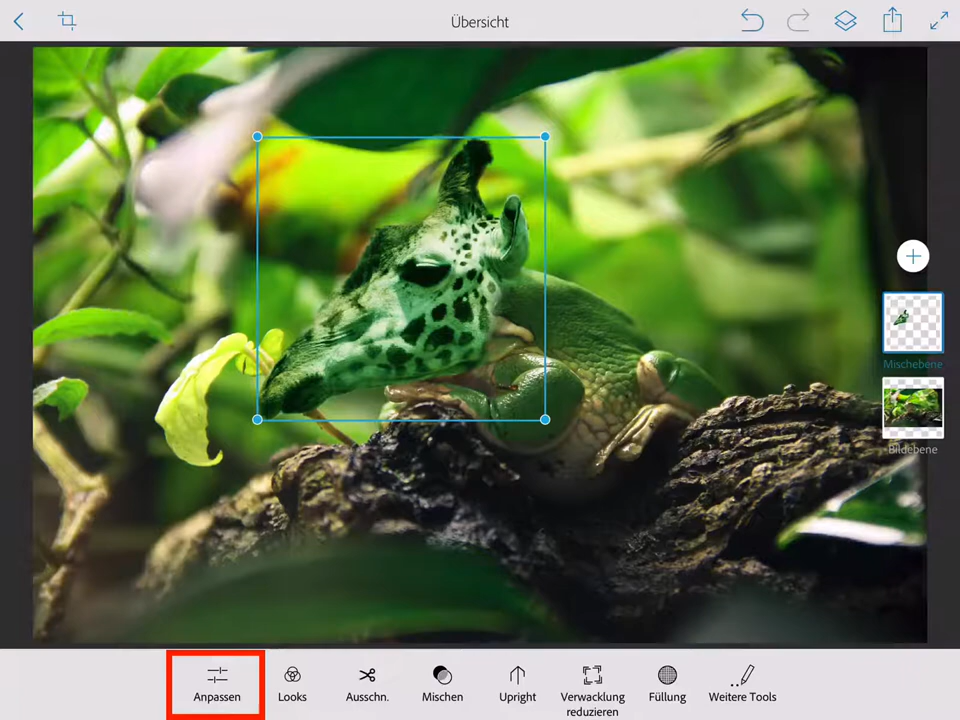 Übersicht
Mischebene
Bildebene
Anpassen
Looks
Ausschn.
Mischen
Upright
Verwacklung
reduzieren
Füllung
Weitere Tools